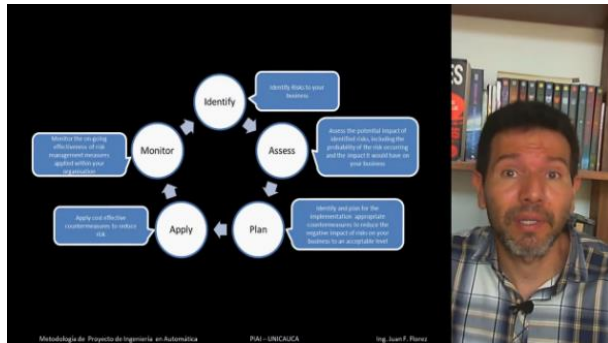 Identify
Identify Risks to your
business
Assess
Assess the potential impact of
identified risks, including the
probability of the risk occurring
and the impact it would have on
your business
Plan
Identify and plan for the
implementation appropriate
countermeasures to reduce the
negative impact of risks on your
business to an acceptable level
Apply
Apply cost effective
countermeasures to reduce
risk
Monitor
Monitor the on-going
effectiveness of risk
management measures
applied within your
organisation
Metodología de Proyecto de Ingeniería en Automática PIAI – UNICAUCA Ing. Juan F. Florez